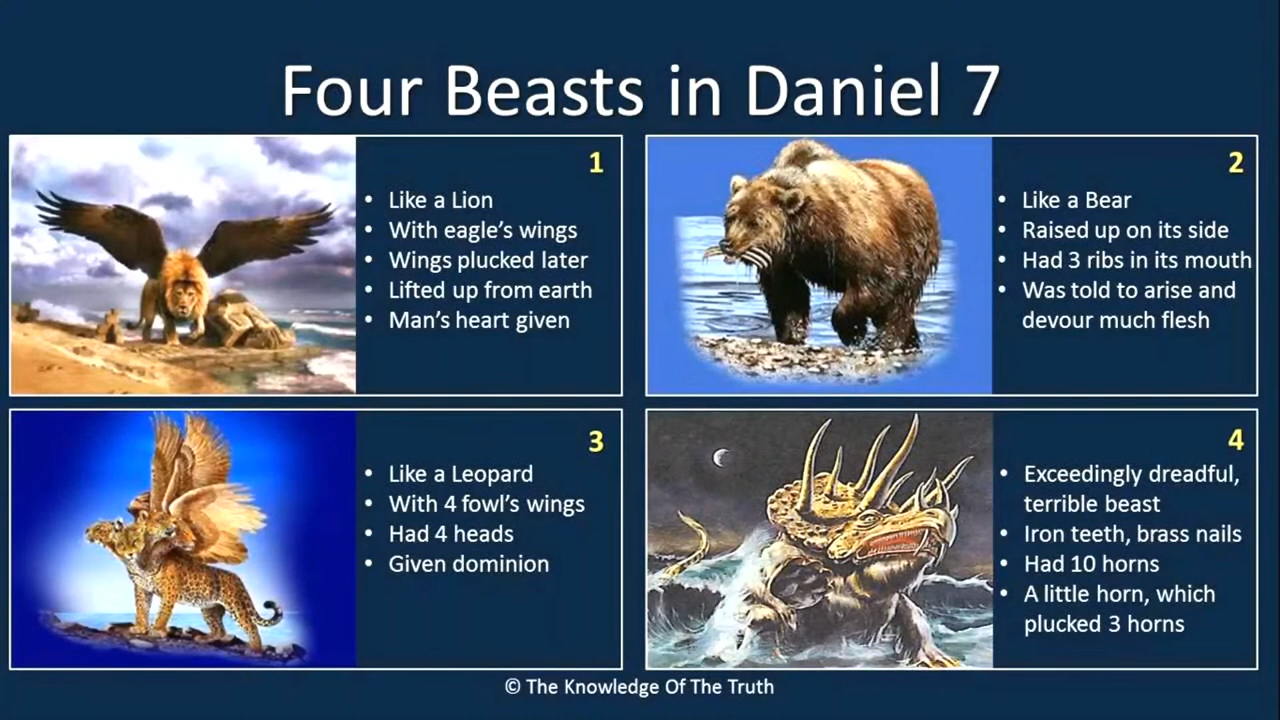 Four Beasts in Daniel 7
1
• Like a Lion
• With eagle's wings
• Wings plucked later
• Lifted up from earth
• Man's heart given
2
• Like a Bear
• Raised up on its side
• Had 3 ribs in its mouth
• Was told to arise and
devour much flesh
3
• Like a Leopard
• With 4 fowl's wings
• Had 4 heads
• Given dominion
4
• Exceedingly dreadful,
terrible beast
• Iron teeth, brass nails
• Had 10 horns
• A little horn, which
plucked 3 horns
© The Knowledge Of The Truth